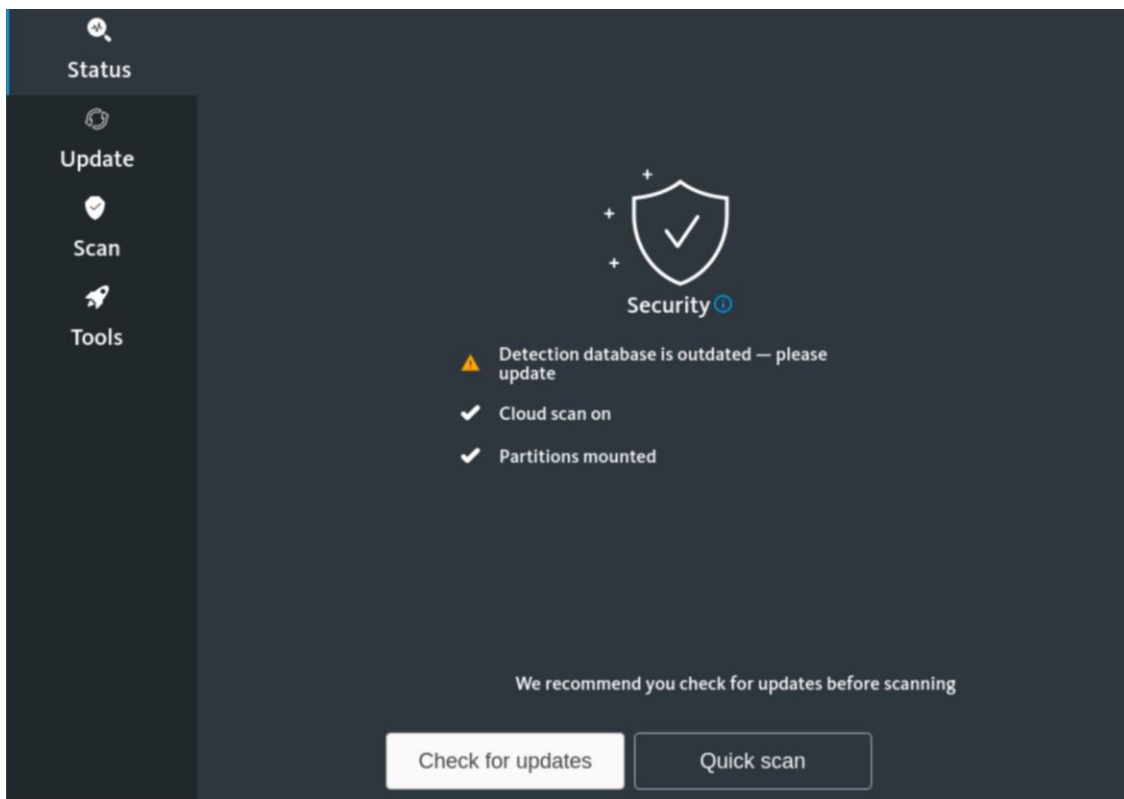 Status
Update
Scan
Tools
Security
Detection database is outdated — please
update
Cloud scan on
Partitions mounted
We recommend you check for updates before scanning
Check for updates
Quick scan